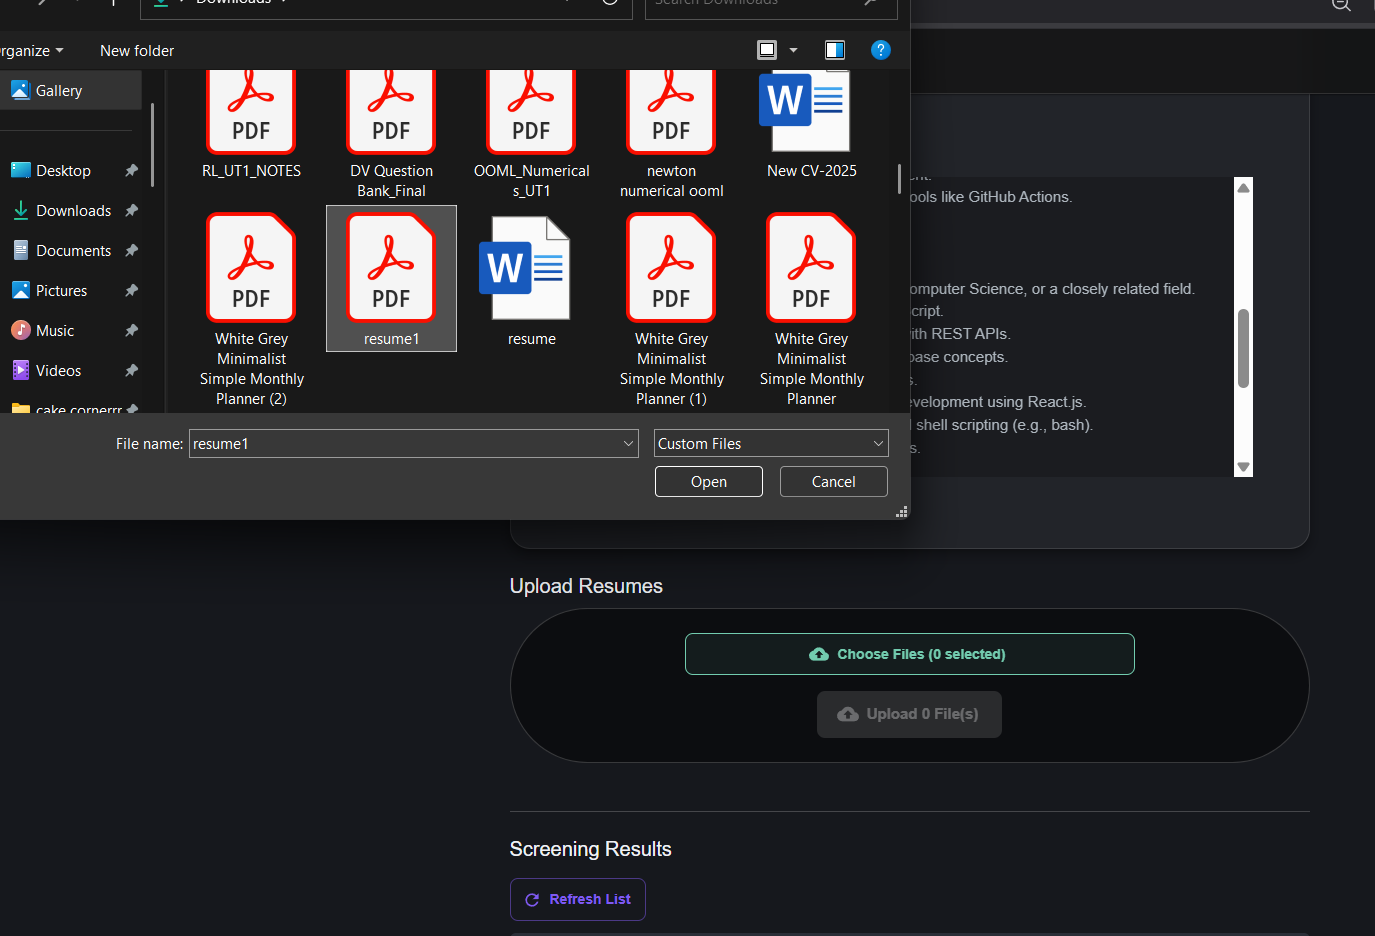 Downloads
Search Downloads
rganize
New folder
?
Gallery
Desktop
Downloads
Documents
Pictures
Music
Videos
cake cornerrr
PDF
RL_UT1_NOTES
PDF
DV Question
Bank_Final
PDF
OOML_Numerical
s_UT1
PDF
newton
numerical ooml
W
New CV-2025
PDF
White Grey
Minimalist
Simple Monthly
Planner (2)
PDF
resume1
W
resume
PDF
White Grey
Minimalist
Simple Monthly
Planner (1)
PDF
White Grey
Minimalist
Simple Monthly
Planner
File name:
resume1
Custom Files
Open
Cancel
ools like GitHub Actions.
omputer Science, or a closely related field.
cript.
ith REST APIs.
base concepts.
s.
evelopment using React.js.
shell scripting (e.g., bash).
s.
Upload Resumes
Choose Files (0 selected)
Upload 0 File(s)
Screening Results
Refresh List